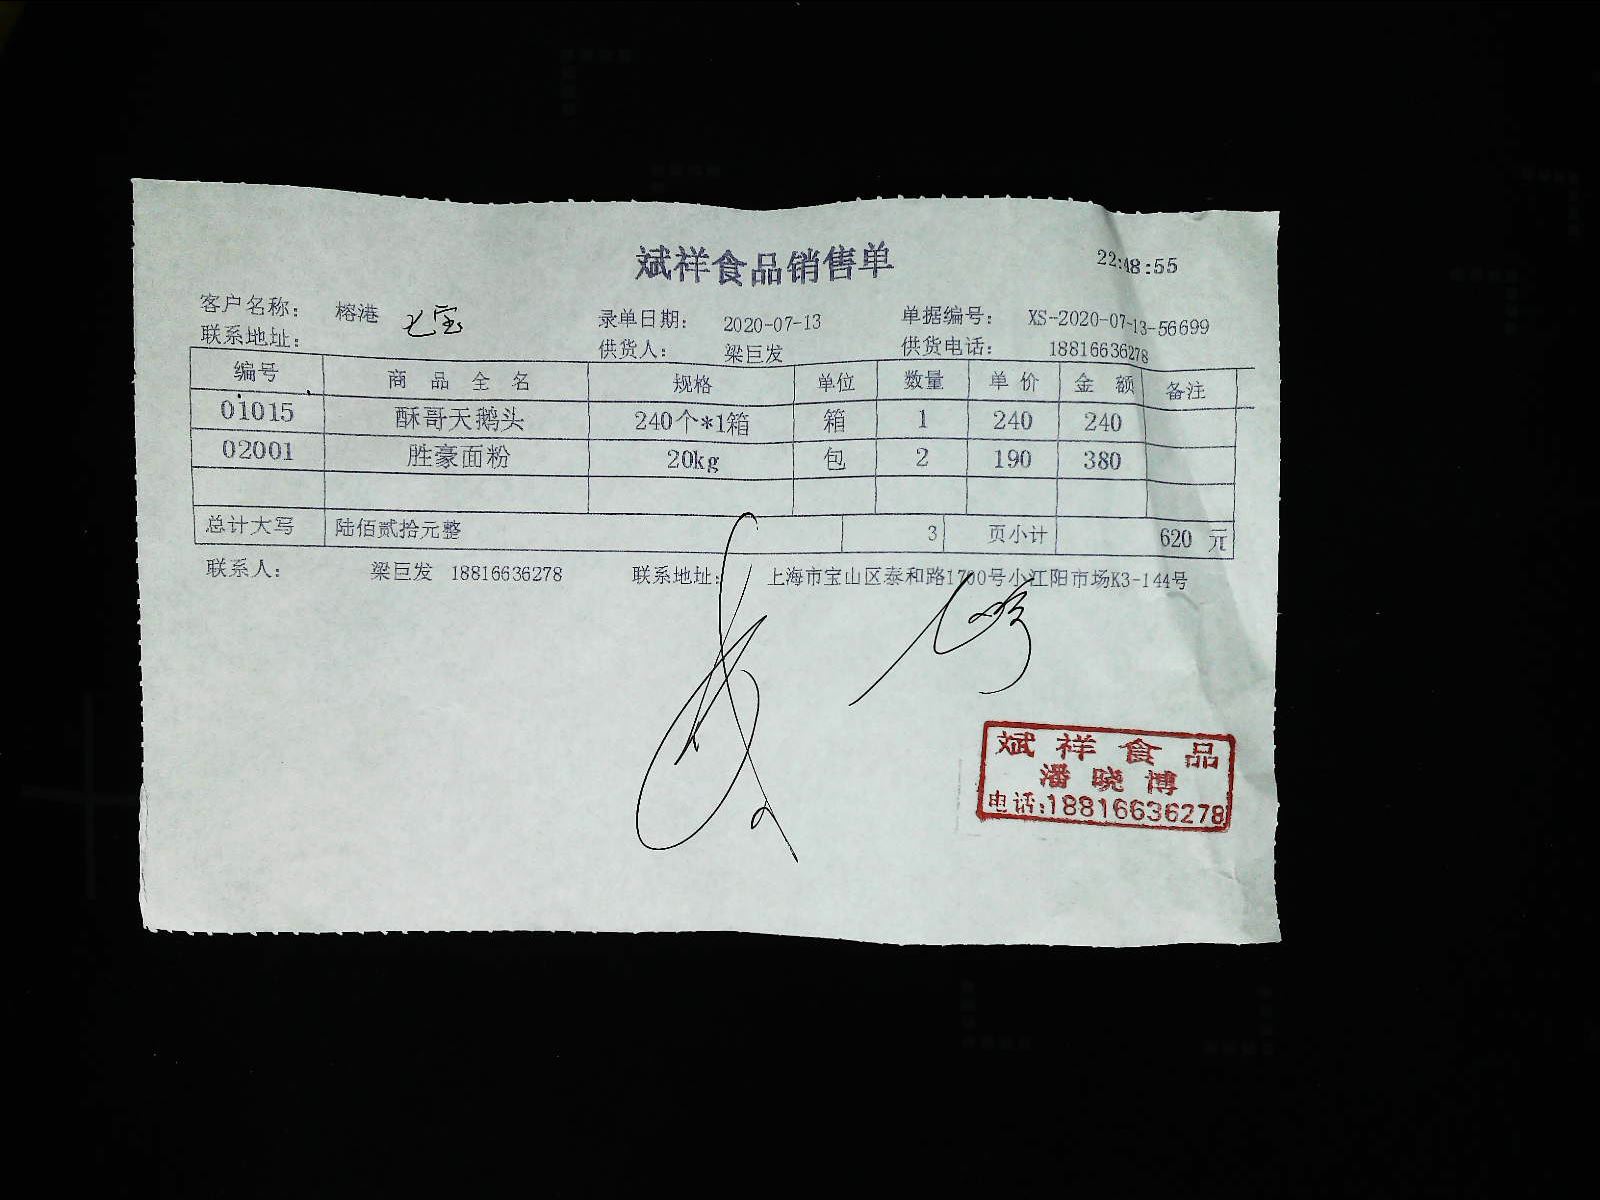 斌祥食品销售单 22:48:55
客户名称: 榕港 七宝 录单日期: 2020-07-13 单据编号: XS-2020-07-13-56699
联系地址: 供货人: 梁巨发 供货电话: 18816636278
编号 商品全名 规格 单位 数量 单价 金额 备注
01015 酥哥天鹅头 240个*1箱 箱 1 240 240
02001 胜豪面粉 20kg 包 2 190 380
总计大写 陆佰贰拾元整 3 页小计 620 元
联系人: 梁巨发 18816636278 联系地址: 上海市宝山区泰和路1700号小江阳市场K3-144号
斌祥食品
潘晓博
电话:18816636278